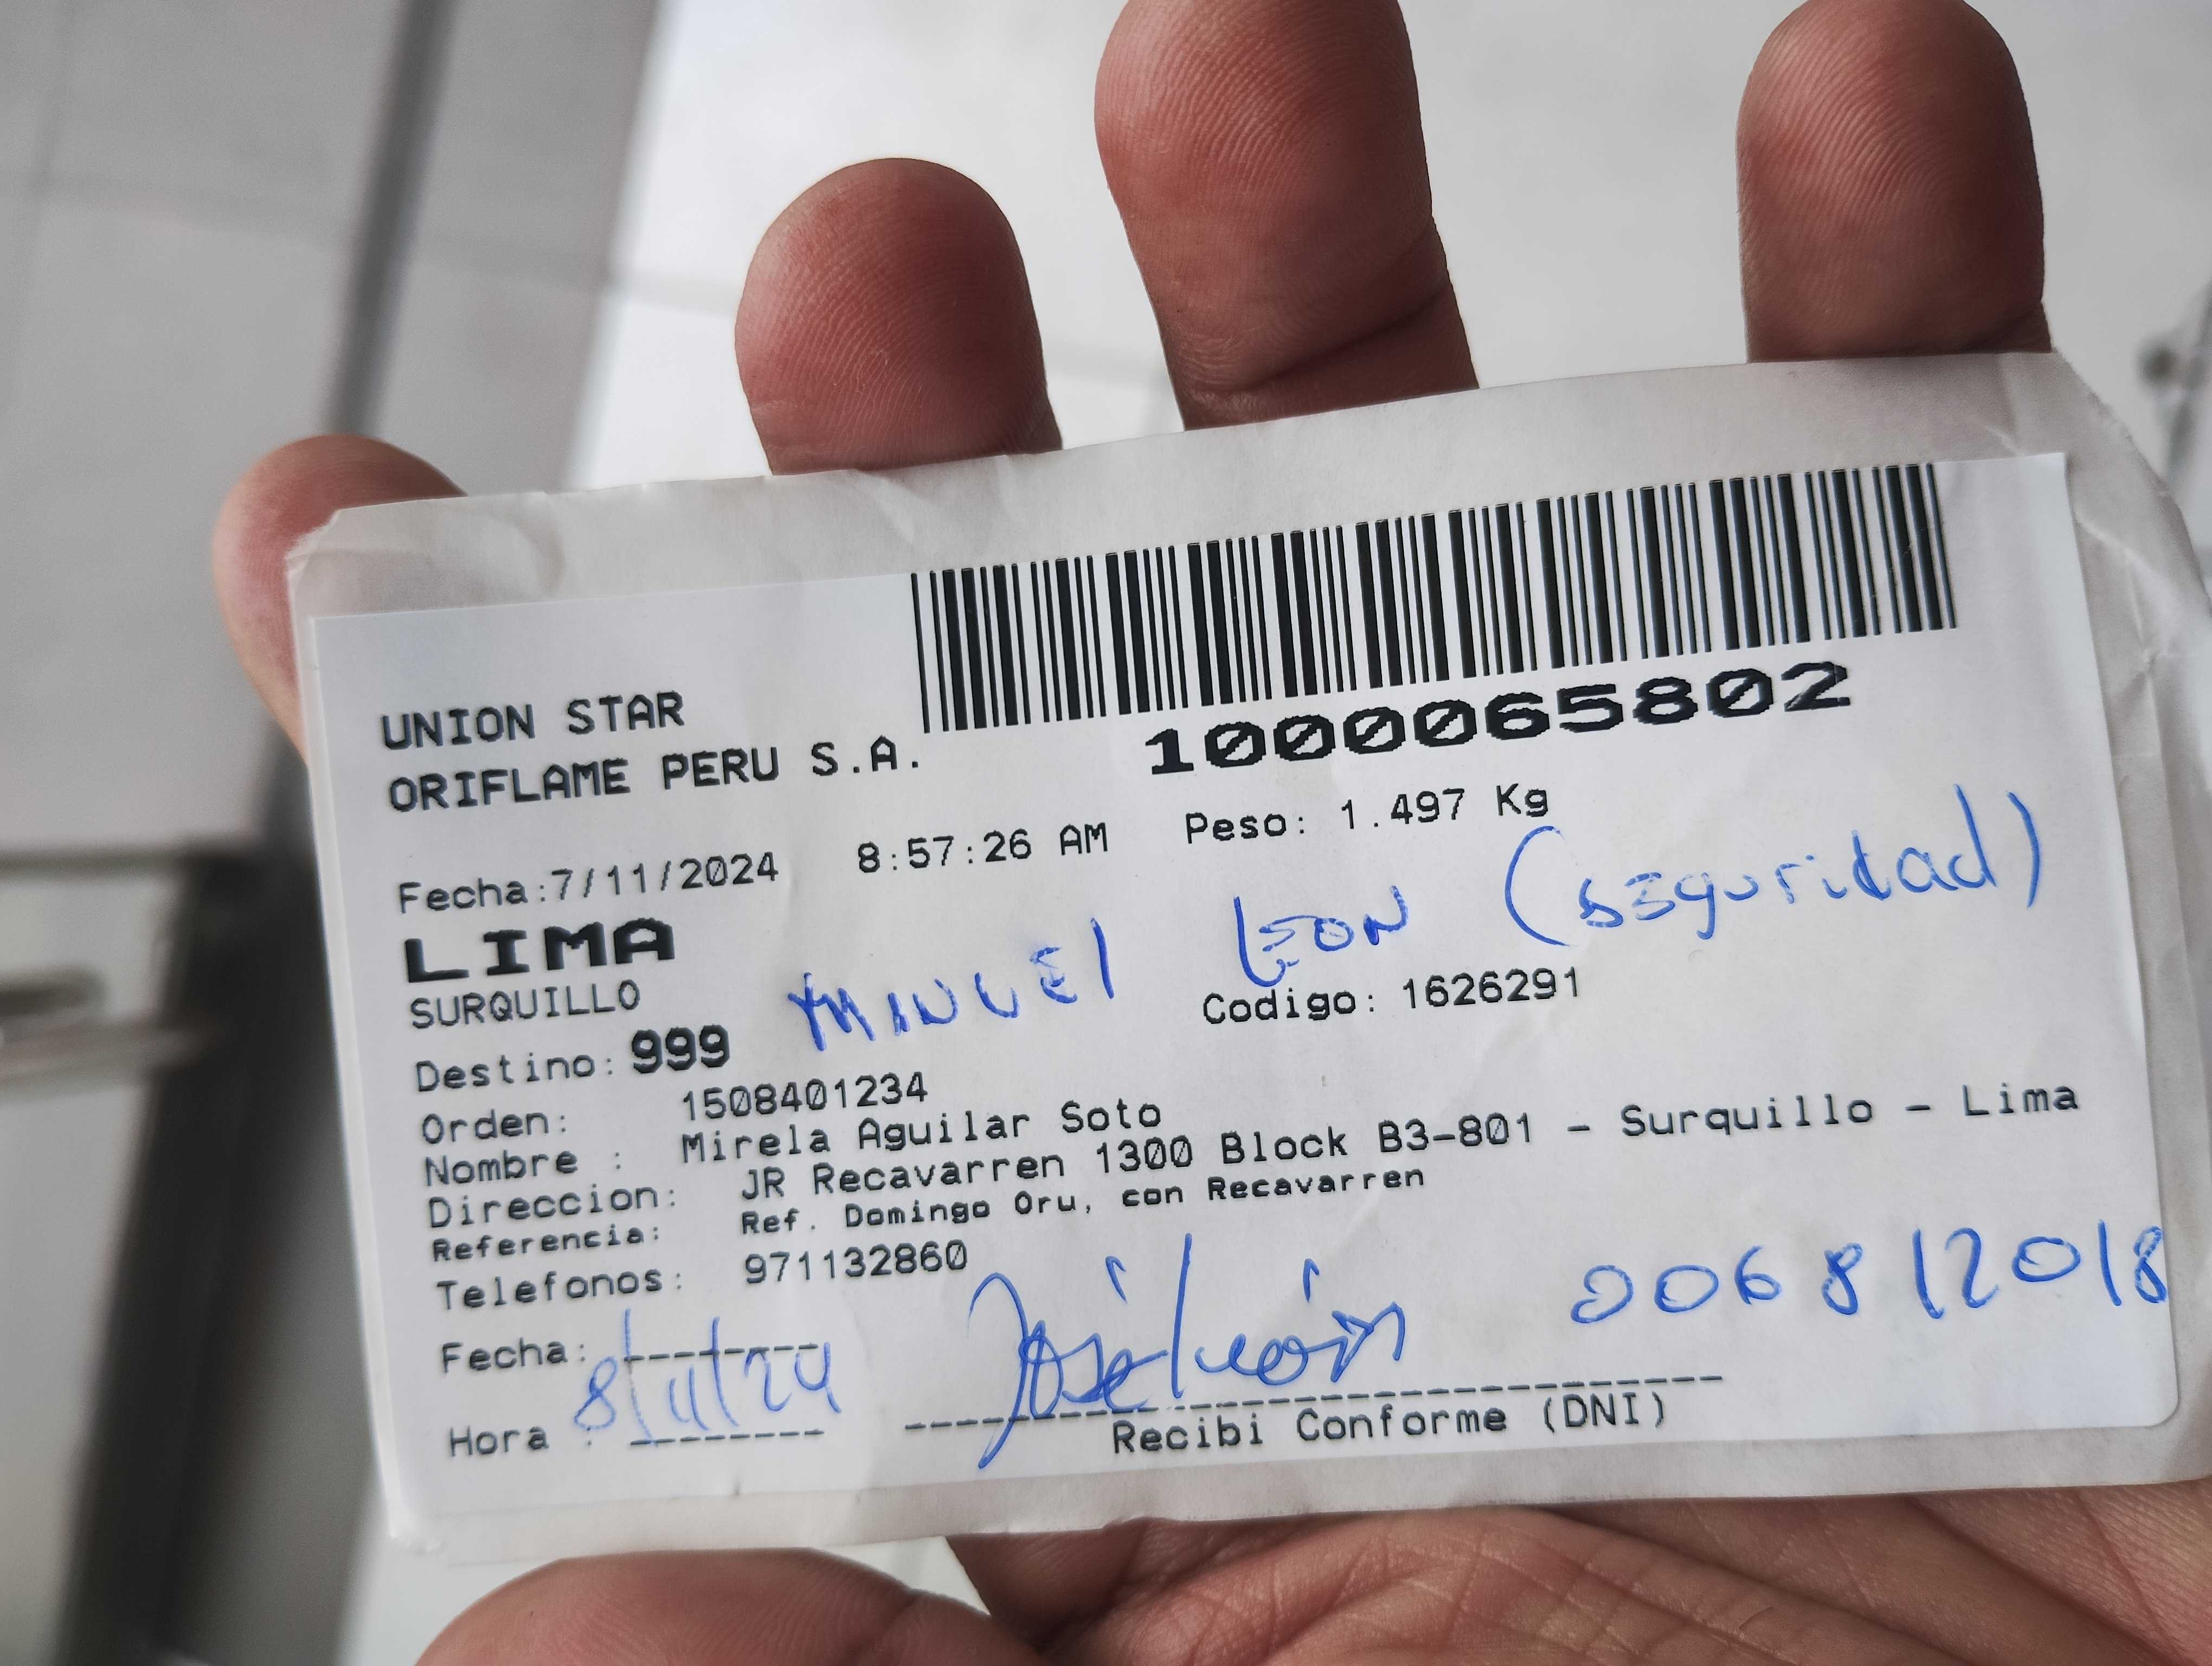 UNION STAR
ORIFLAME PERU S.A.
1000065802
Fecha:7/11/2024 8:57:26 AM Peso: 1.497 Kg
LIMA
MANUEL LEON (seguridad)
SURQUILLO
Destino: 999 Codigo: 1626291
Orden: 1508401234
Nombre : Mirela Aguilar Soto
Direccion: JR Recavarren 1300 Block B3-801 - Surquillo - Lima
Referencia: Ref. Domingo Oru, con Recavarren
Telefonos: 971132860
006812018
Fecha: 8/11/24
Hora :
Recibi Conforme (DNI)